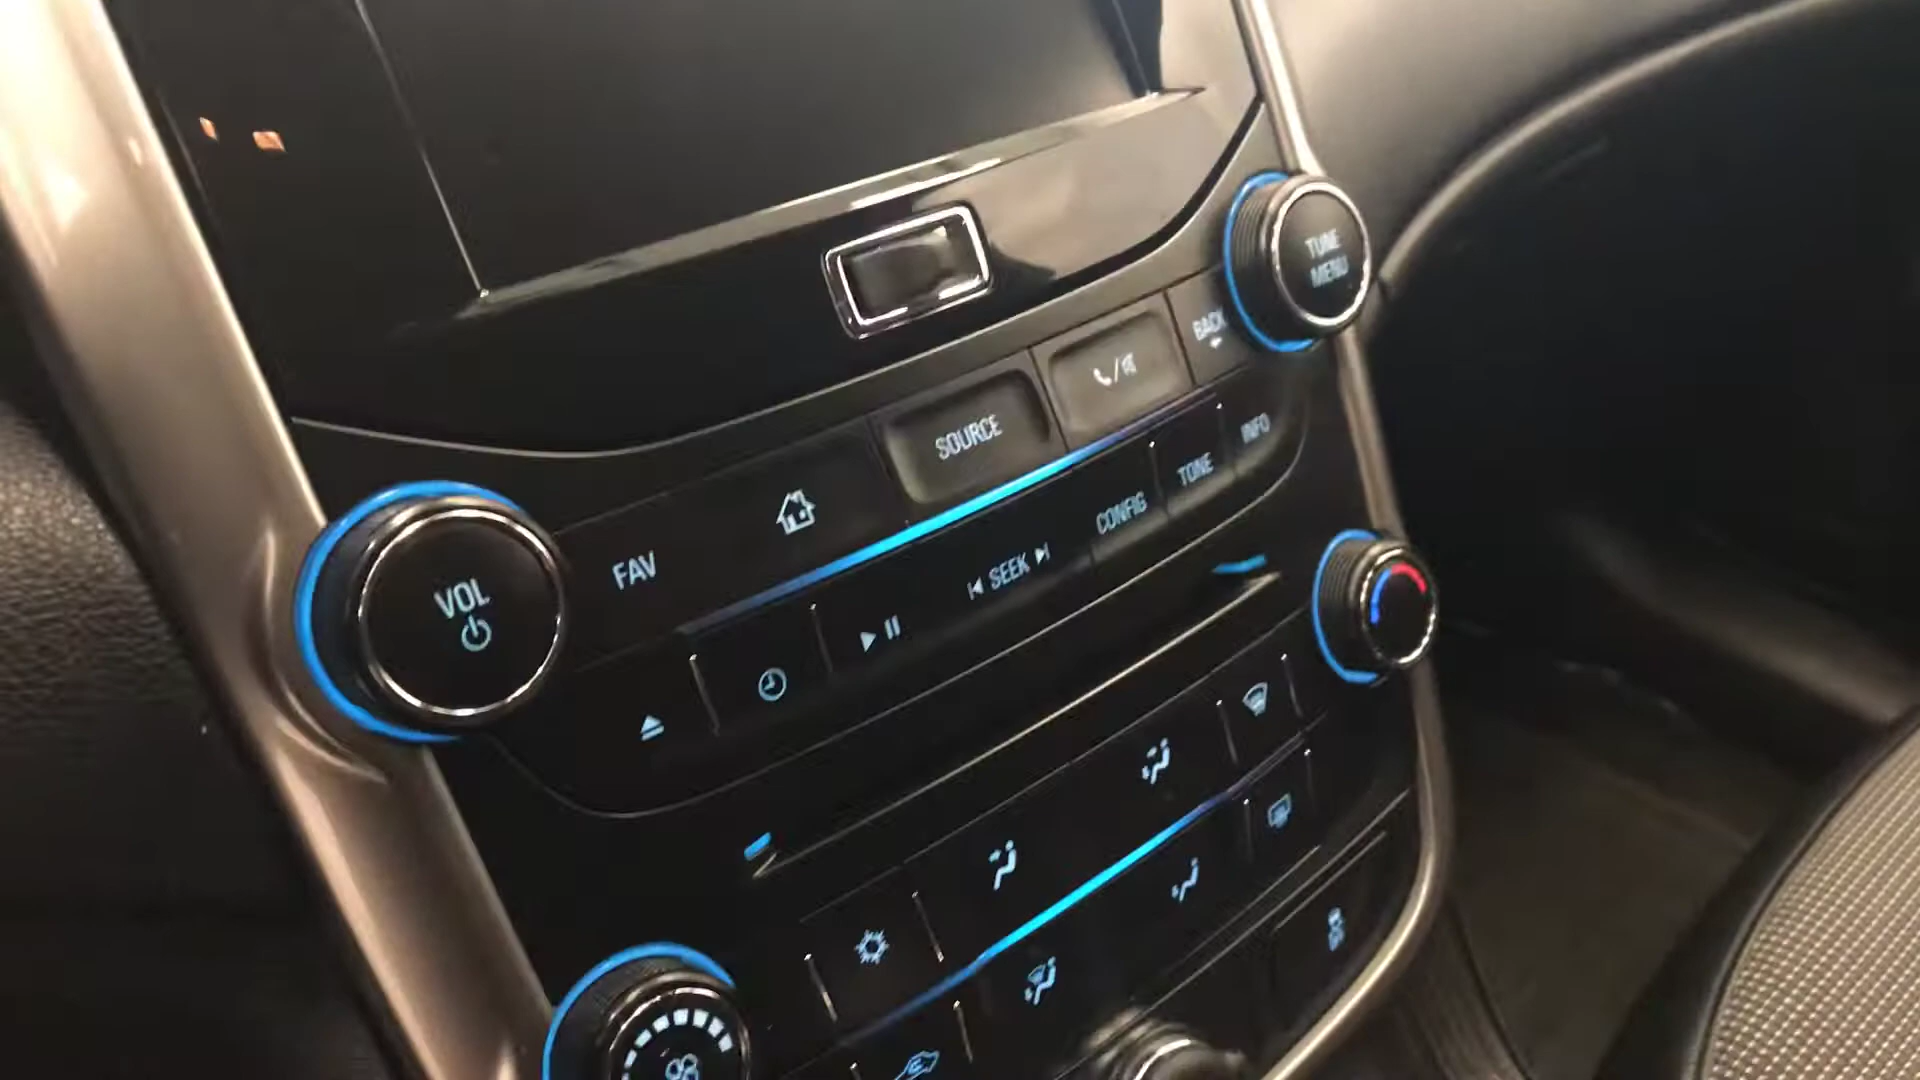 TUNE
MENU
BACK
SOURCE
INFO
TONE
CONFIG
SEEK
FAV
VOL